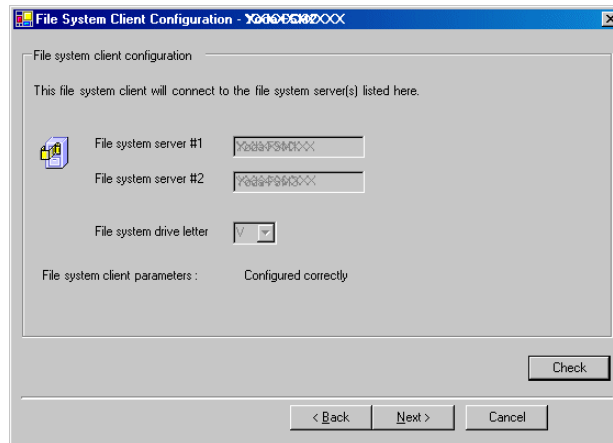 File System Client Configuration -
File system client configuration
This file system client will connect to the file system server(s) listed here.
File system server #1
File system server #2
File system drive letter V
File system client parameters : Configured correctly
Check
< Back Next > Cancel